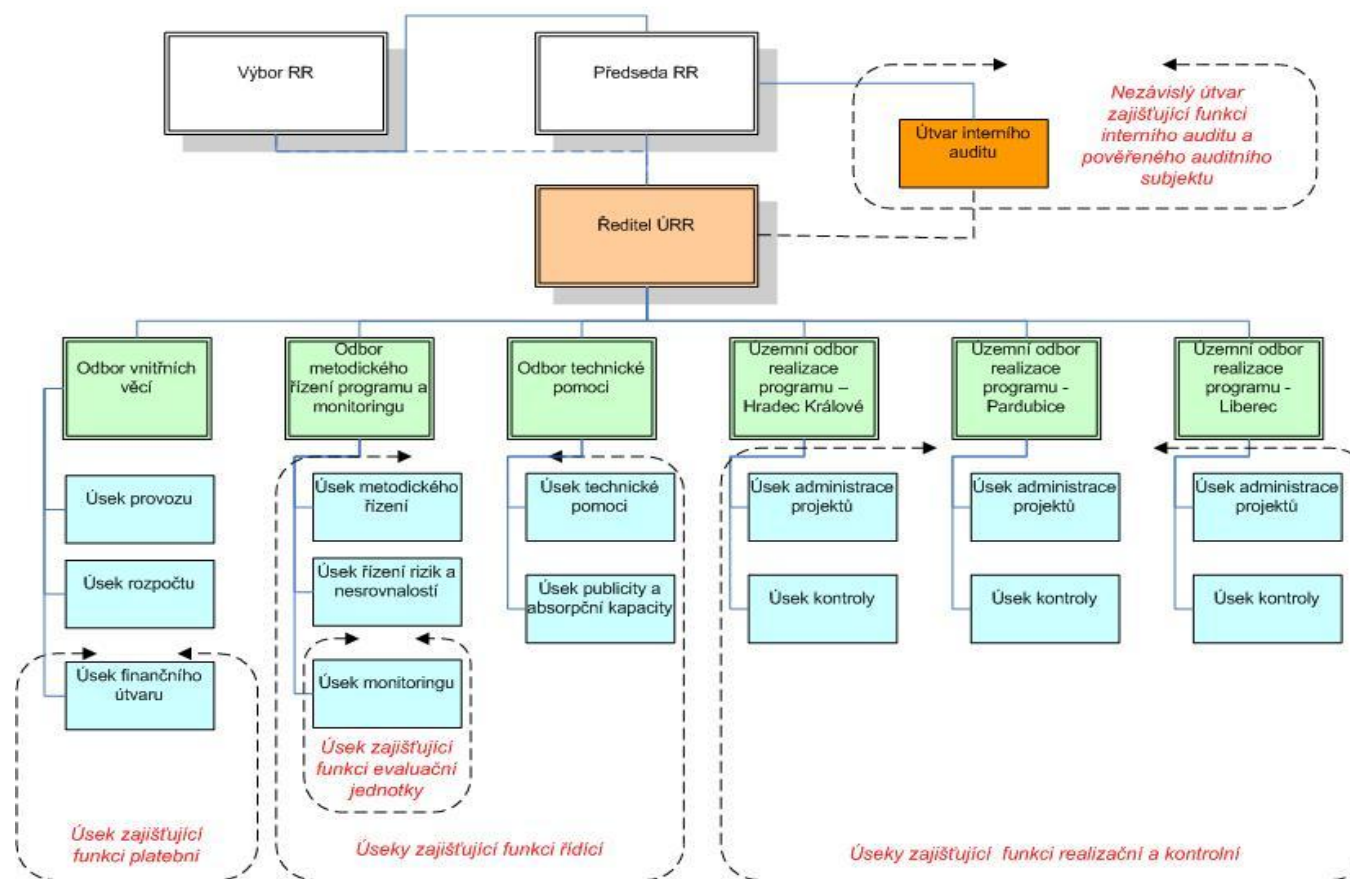 Výbor RR
Předseda RR
Nezávislý útvar
zajišťující funkci
interního auditu a
pověřeného auditního
subjektu
Útvar interního
auditu
Ředitel ÚRR
Odbor vnitřních
věcí
Odbor
metodického
řízení programu a
monitoringu
Odbor technické
pomoci
Územní odbor
realizace
programu –
Hradec Králové
Územní odbor
realizace
programu -
Pardubice
Územní odbor
realizace
programu -
Liberec
Úsek provozu
Úsek rozpočtu
Úsek finančního
útvaru
Úsek zajišťující
funkci platební
Úsek metodického
řízení
Úsek řízení rizik a
nesrovnalostí
Úsek monitoringu
Úsek zajišťující
funkci evaluační
jednotky
Úsek technické
pomoci
Úsek publicity a
absorpční kapacity
Úseky zajišťující funkci řídící
Úsek administrace
projektů
Úsek kontroly
Úsek administrace
projektů
Úsek kontroly
Úsek administrace
projektů
Úsek kontroly
Úseky zajišťující funkci realizační a kontrolní